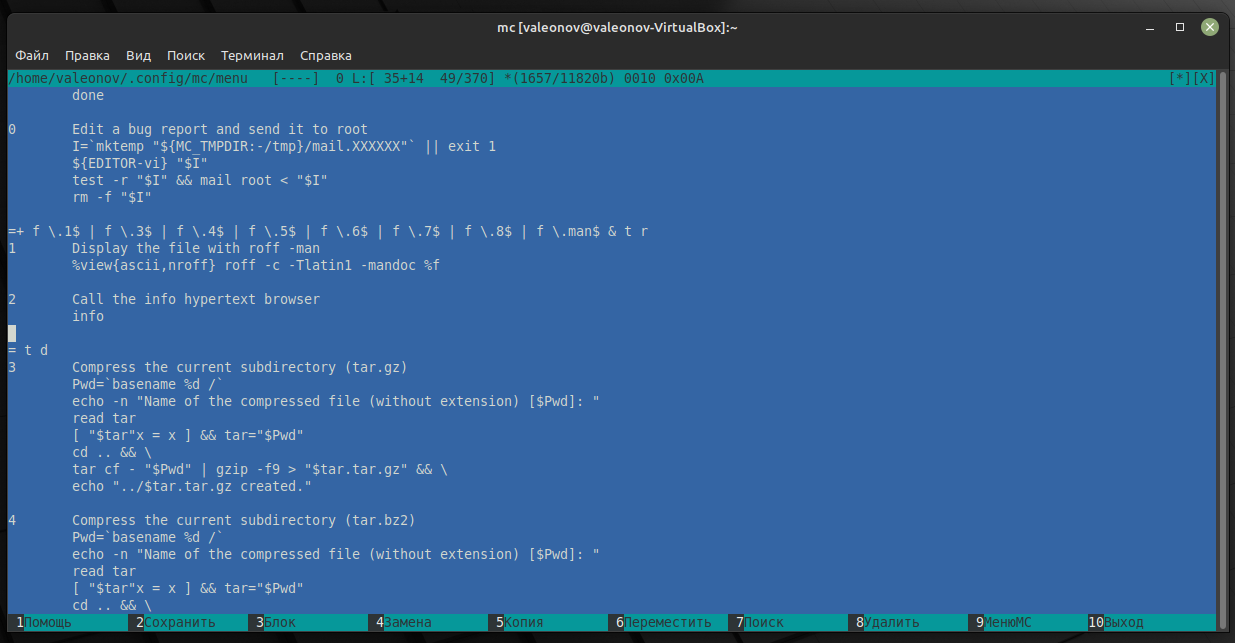 mc [valeonov@valeonov-VirtualBox]:~
Файл Правка Вид Поиск Терминал Справка
/home/valeonov/.config/mc/menu   [----]  0 L:[ 35+14  49/370] *(1657/11820b) 0010 0x00A [*][X]
        done

0       Edit a bug report and send it to root
        I=`mktemp "${MC_TMPDIR:-/tmp}/mail.XXXXXX"` || exit 1
        ${EDITOR-vi} "$I"
        test -r "$I" && mail root < "$I"
        rm -f "$I"

=+ f \.1$ | f \.3$ | f \.4$ | f \.5$ | f \.6$ | f \.7$ | f \.8$ | f \.man$ & t r
1       Display the file with roff -man
        %view{ascii,nroff} roff -c -Tlatin1 -mandoc %f

2       Call the info hypertext browser
        info

= t d
3       Compress the current subdirectory (tar.gz)
        Pwd=`basename %d /`
        echo -n "Name of the compressed file (without extension) [$Pwd]: "
        read tar
        [ "$tar"x = x ] && tar="$Pwd"
        cd .. && \
        tar cf - "$Pwd" | gzip -f9 > "$tar.tar.gz" && \
        echo "../$tar.tar.gz created."

4       Compress the current subdirectory (tar.bz2)
        Pwd=`basename %d /`
        echo -n "Name of the compressed file (without extension) [$Pwd]: "
        read tar
        [ "$tar"x = x ] && tar="$Pwd"
        cd .. && \
1Помощь 2Сохранить 3Блок 4Замена 5Копия 6Переместить 7Поиск 8Удалить 9МенюМС 10Выход